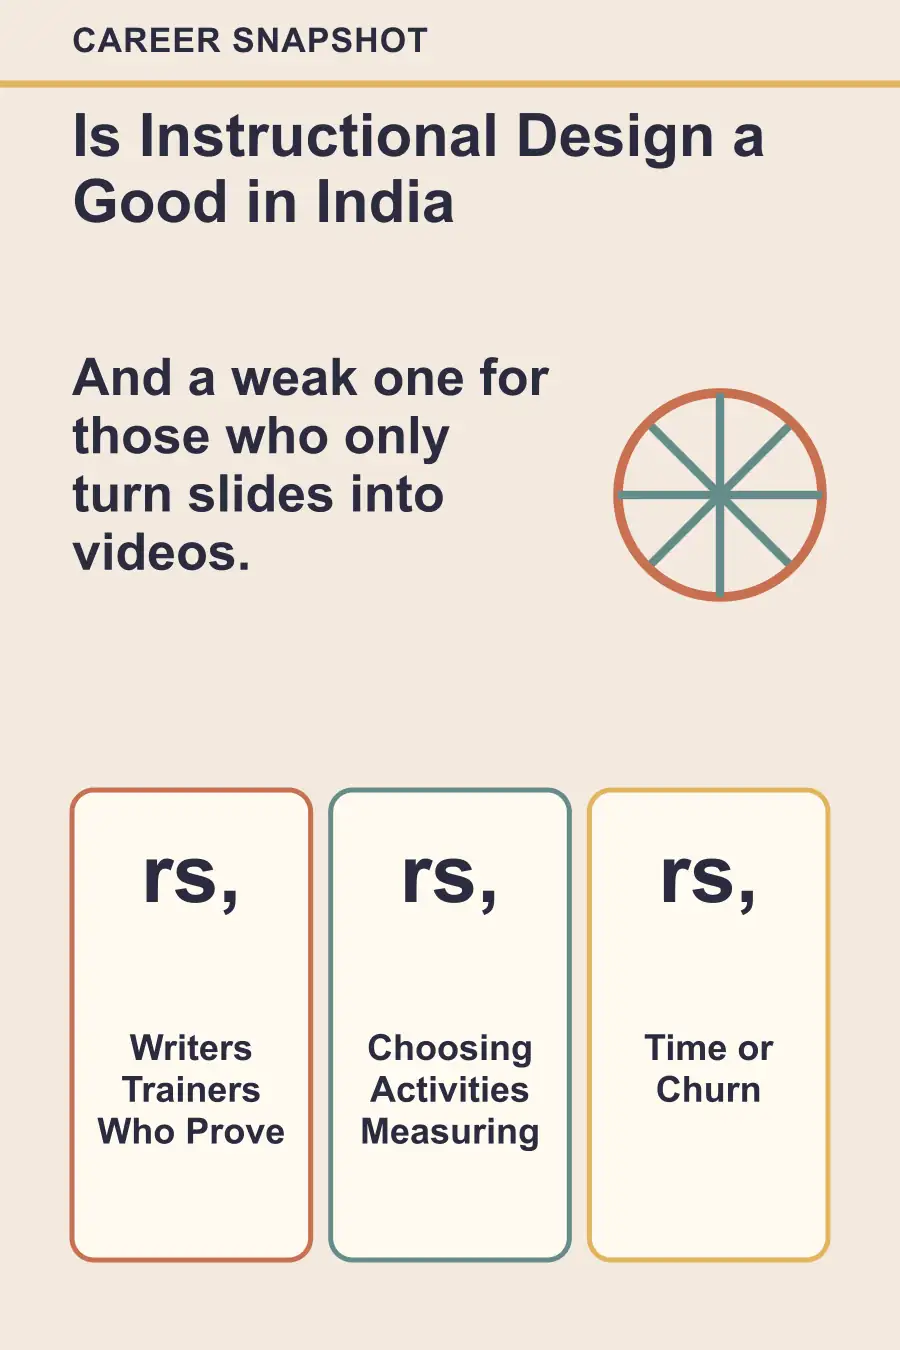 CAREER SNAPSHOT
Is Instructional Design a
Good in India
And a weak one for
those who only
turn slides into
videos.
rs,
Writers
Trainers
Who Prove
rs,
Choosing
Activities
Measuring
rs,
Time or
Churn